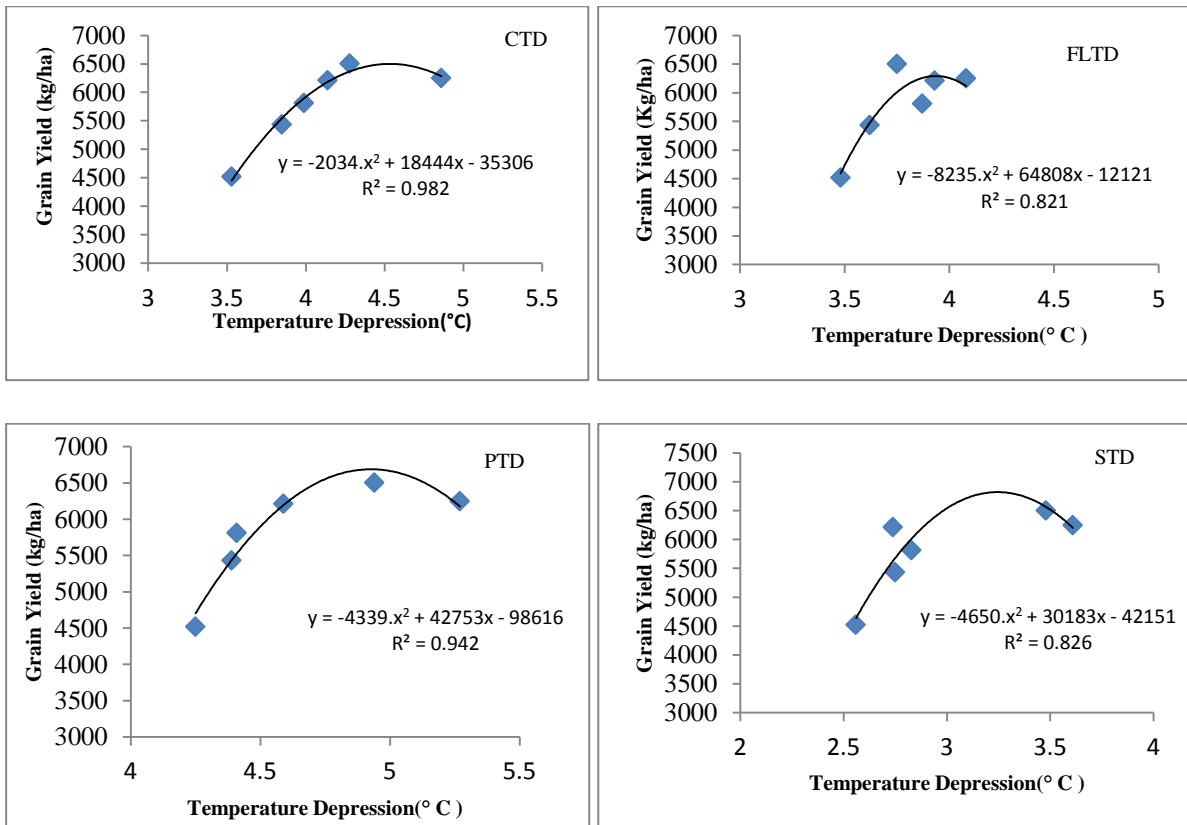 CTD
Grain Yield (kg/ha)
7000
6500
6000
5500
5000
4500
4000
3500
3000
y = -2034.x² + 18444x - 35306
R² = 0.982
3 3.5 4 4.5 5 5.5
Temperature Depression(°C)
FLTD
Grain Yield (Kg/ha)
7000
6500
6000
5500
5000
4500
4000
3500
3000
y = -8235.x² + 64808x - 12121
R² = 0.821
3 3.5 4 4.5 5
Temperature Depression(° C )
PTD
Grain Yield (kg/ha)
7000
6500
6000
5500
5000
4500
4000
3500
3000
y = -4339.x² + 42753x - 98616
R² = 0.942
4 4.5 5 5.5
Temperature Depression(° C )
STD
Grain Yield (kg/ha)
7500
7000
6500
6000
5500
5000
4500
4000
3500
3000
y = -4650.x² + 30183x - 42151
R² = 0.826
2 2.5 3 3.5 4
Temperature Depression(° C )